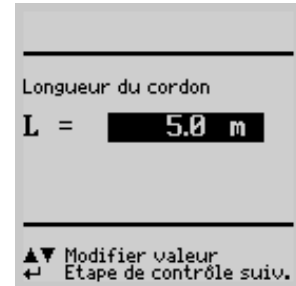 Longueur du cordon
L = 5.0 m
▲▼ Modifier valeur
↵ Etape de contrôle suiv.